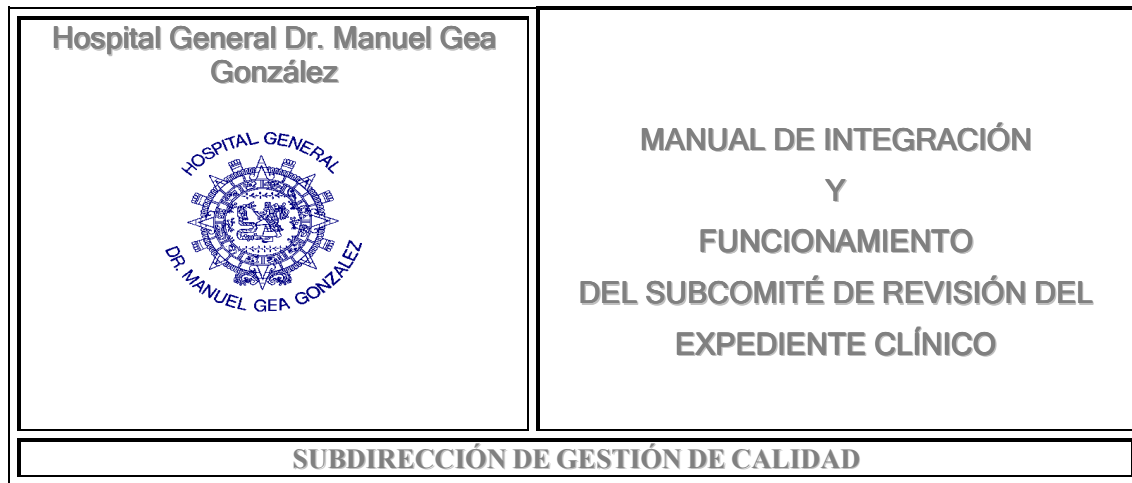 Hospital General Dr. Manuel Gea
González
HOSPITAL GENERAL
DR. MANUEL GEA GONZALEZ
MANUAL DE INTEGRACIÓN
Y
FUNCIONAMIENTO
DEL SUBCOMITÉ DE REVISIÓN DEL
EXPEDIENTE CLÍNICO
SUBDIRECCIÓN DE GESTIÓN DE CALIDAD